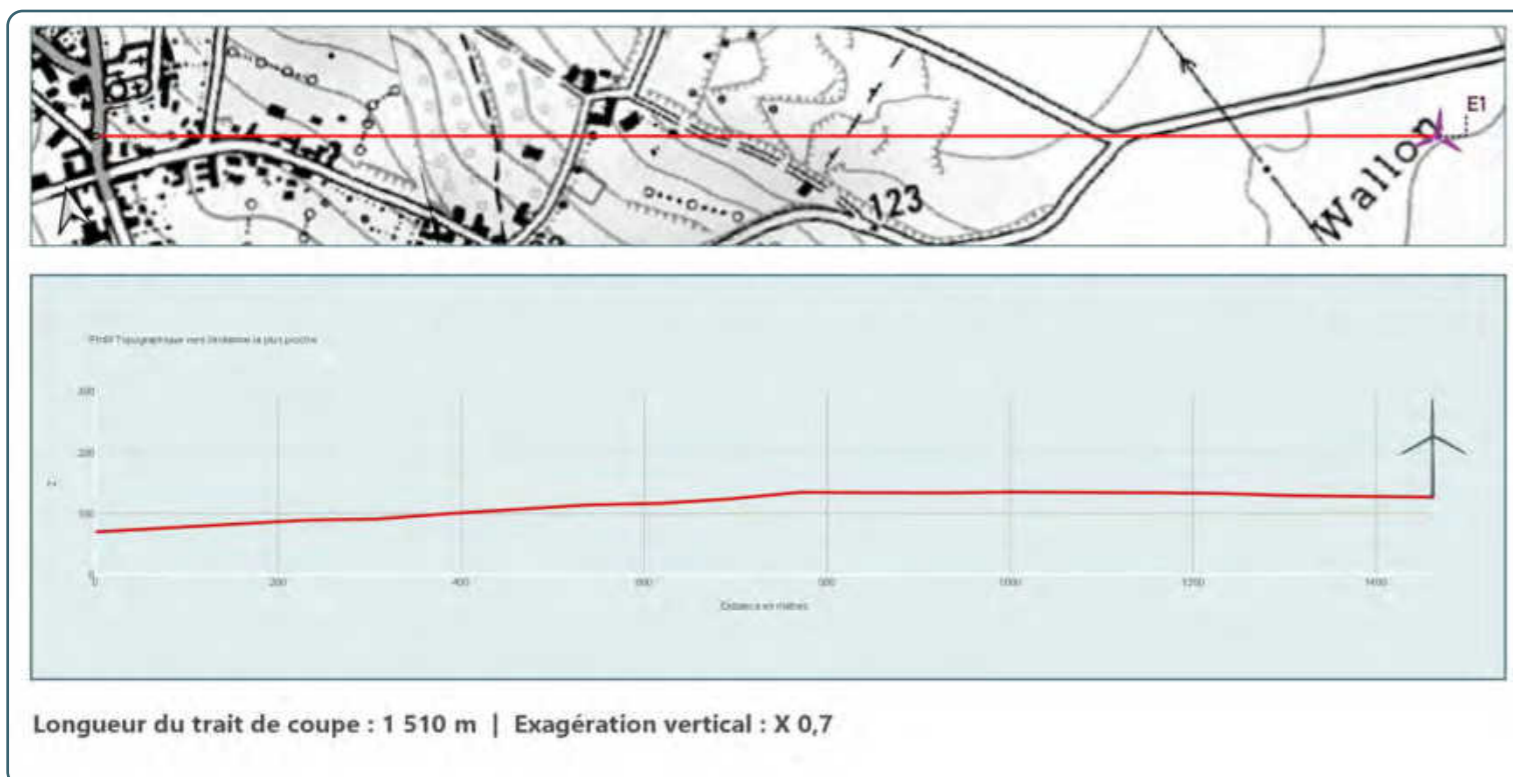 E1
Wallon
123
Profil Topographique vers l'éolienne la plus proche
300
200
100
0
Z
0
200
400
600
800
1000
1200
1400
Distance en mètres
Longueur du trait de coupe : 1 510 m | Exagération vertical : X 0,7